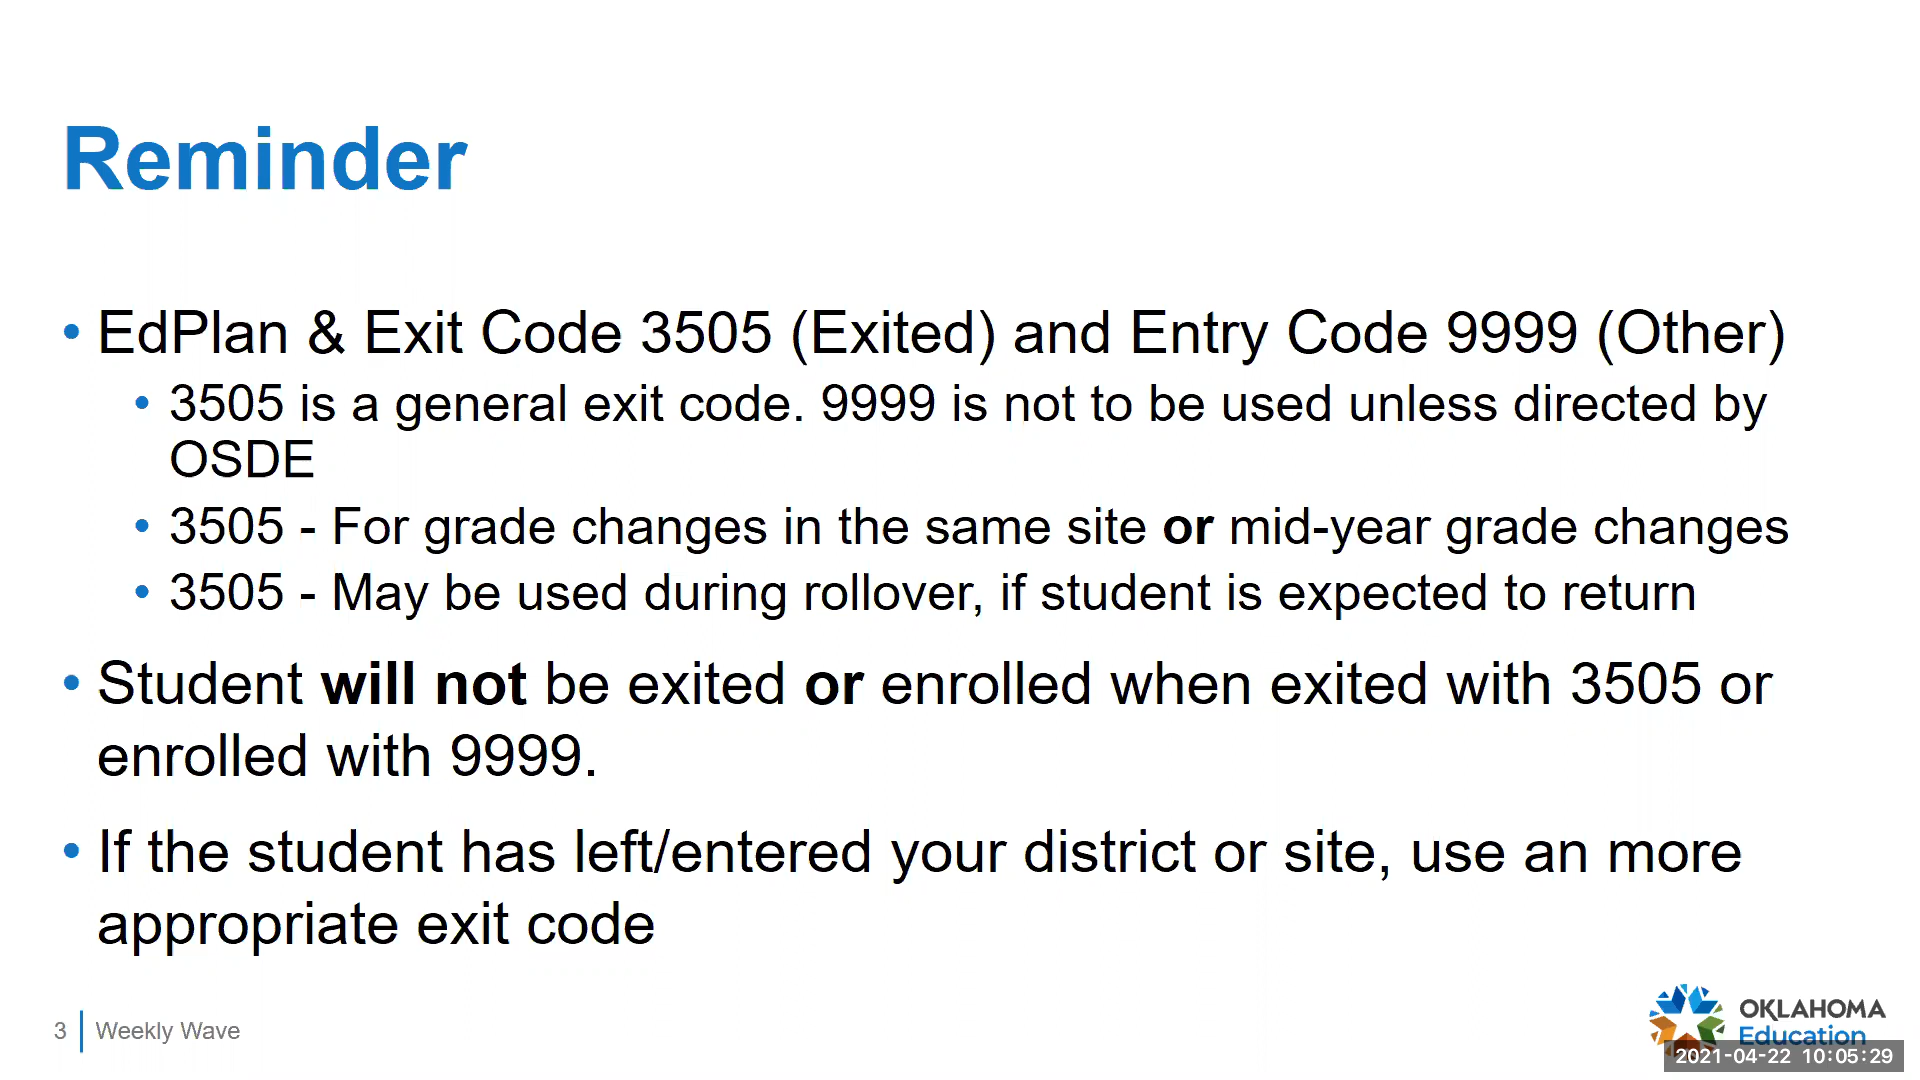 Reminder
• EdPlan & Exit Code 3505 (Exited) and Entry Code 9999 (Other)
• 3505 is a general exit code. 9999 is not to be used unless directed by
OSDE
• 3505 - For grade changes in the same site or mid-year grade changes
• 3505 - May be used during rollover, if student is expected to return
• Student will not be exited or enrolled when exited with 3505 or
enrolled with 9999.
• If the student has left/entered your district or site, use an more
appropriate exit code
3 Weekly Wave
OKLAHOMA
Education
2021-04-22 10:05:29